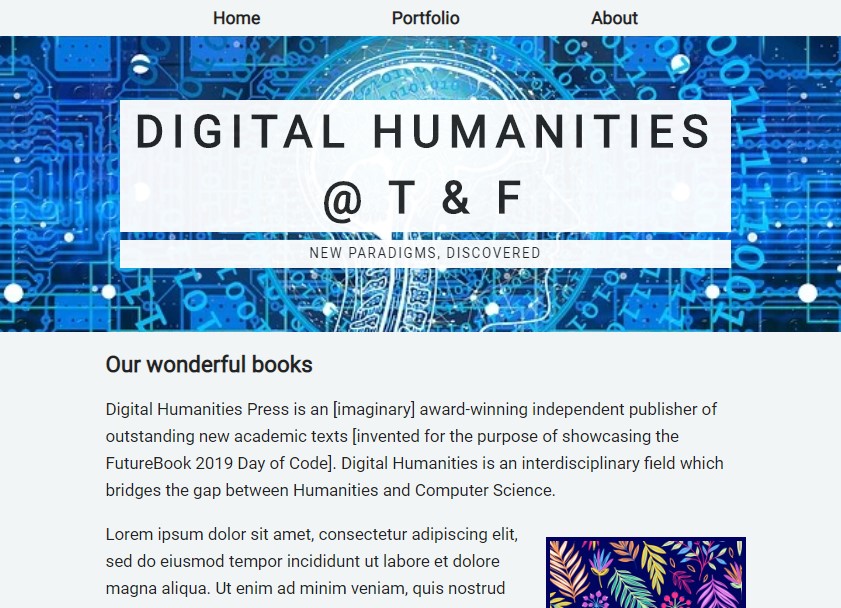 Home Portfolio About
DIGITAL HUMANITIES
@ T & F
NEW PARADIGMS, DISCOVERED
Our wonderful books
Digital Humanities Press is an [imaginary] award-winning independent publisher of
outstanding new academic texts [invented for the purpose of showcasing the
FutureBook 2019 Day of Code]. Digital Humanities is an interdisciplinary field which
bridges the gap between Humanities and Computer Science.
Lorem ipsum dolor sit amet, consectetur adipiscing elit,
sed do eiusmod tempor incididunt ut labore et dolore
magna aliqua. Ut enim ad minim veniam, quis nostrud